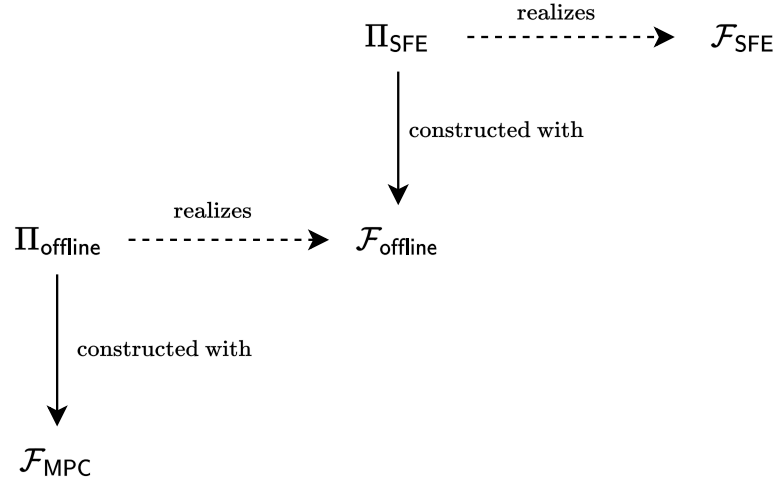 realizes
Π_SFE
ℱ_SFE
constructed with
realizes
Π_offline
ℱ_offline
constructed with
ℱ_MPC